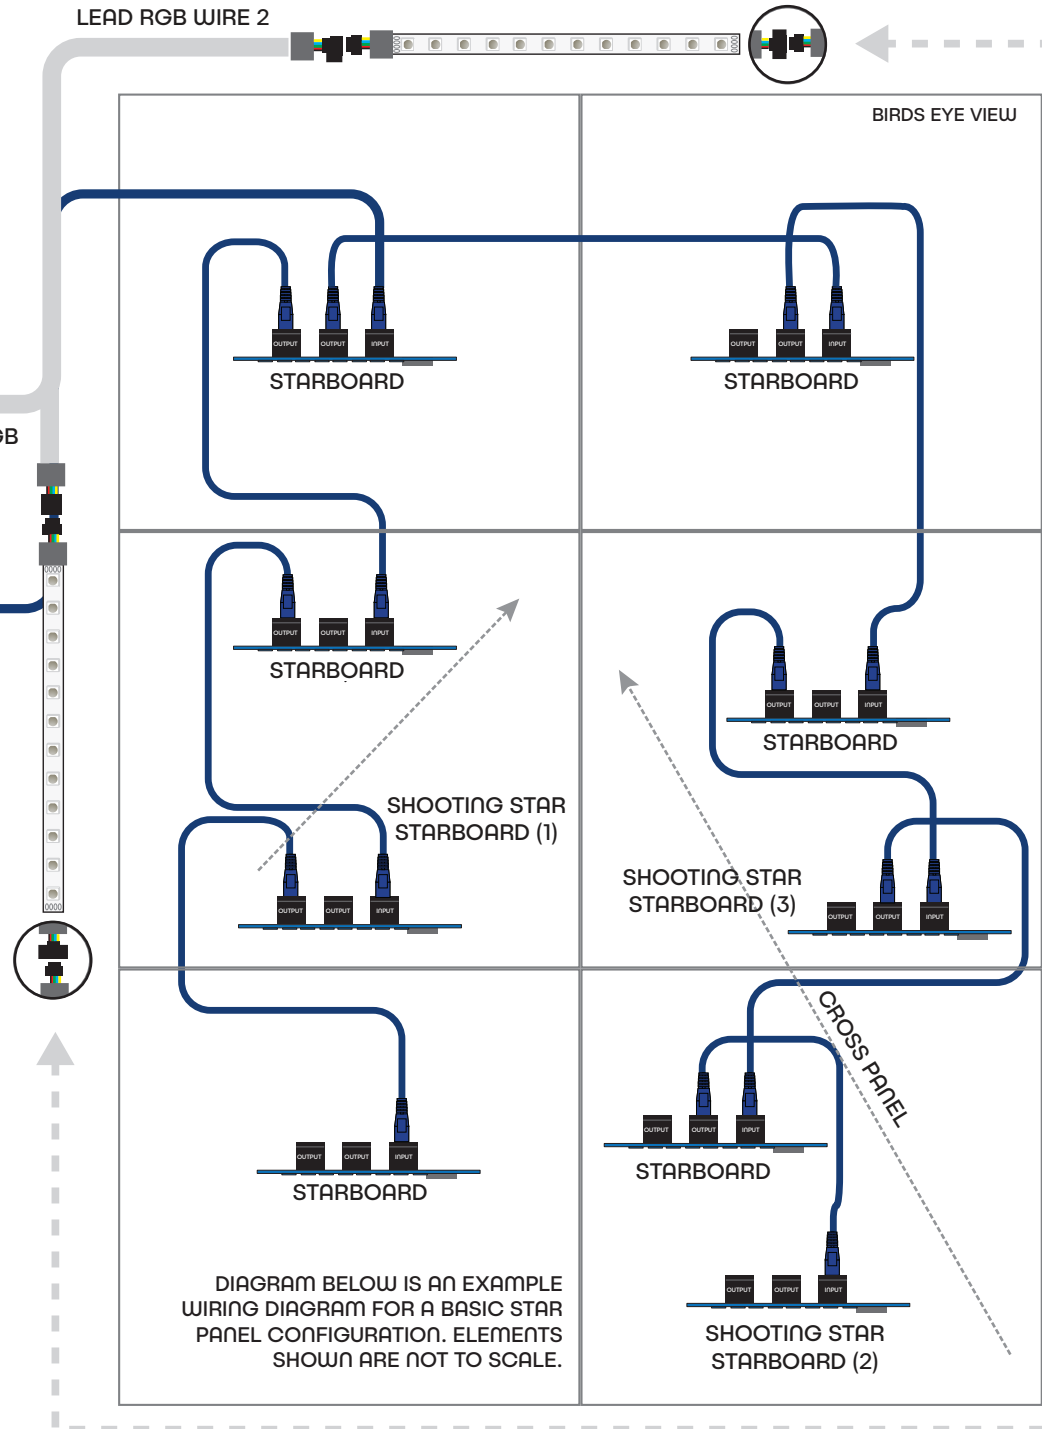 LEAD RGB WIRE 2
BIRDS EYE VIEW
OUTPUT OUTPUT INPUT
STARBOARD
OUTPUT OUTPUT INPUT
STARBOARD
GB
OUTPUT OUTPUT INPUT
STARBOARD
OUTPUT OUTPUT INPUT
STARBOARD
SHOOTING STAR
STARBOARD (1)
OUTPUT OUTPUT INPUT
SHOOTING STAR
STARBOARD (3)
OUTPUT OUTPUT INPUT
CROSS PANEL
OUTPUT OUTPUT INPUT
STARBOARD
OUTPUT OUTPUT INPUT
STARBOARD
OUTPUT OUTPUT INPUT
SHOOTING STAR
STARBOARD (2)
DIAGRAM BELOW IS AN EXAMPLE
WIRING DIAGRAM FOR A BASIC STAR
PANEL CONFIGURATION. ELEMENTS
SHOWN ARE NOT TO SCALE.